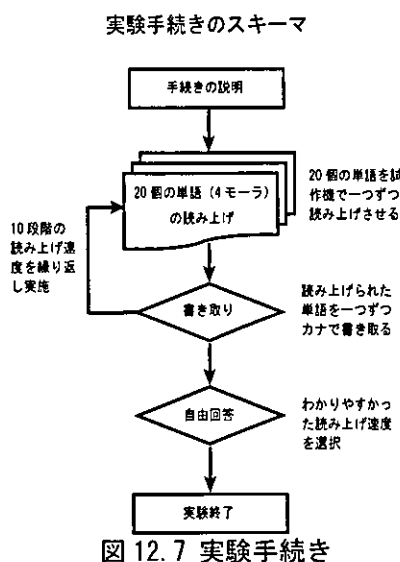 実験手続きのスキーマ
手続きの説明
20個の単語(4モーラ)
の読み上げ
20個の単語を試
作機で一つずつ
読み上げさせる
10段階の
読み上げ速
度を繰り返
し実施
書き取り
読み上げられた
単語を一つずつ
カナで書き取る
自由回答
わかりやすかっ
た読み上げ速度
を選択
実験終了
図12.7 実験手続き